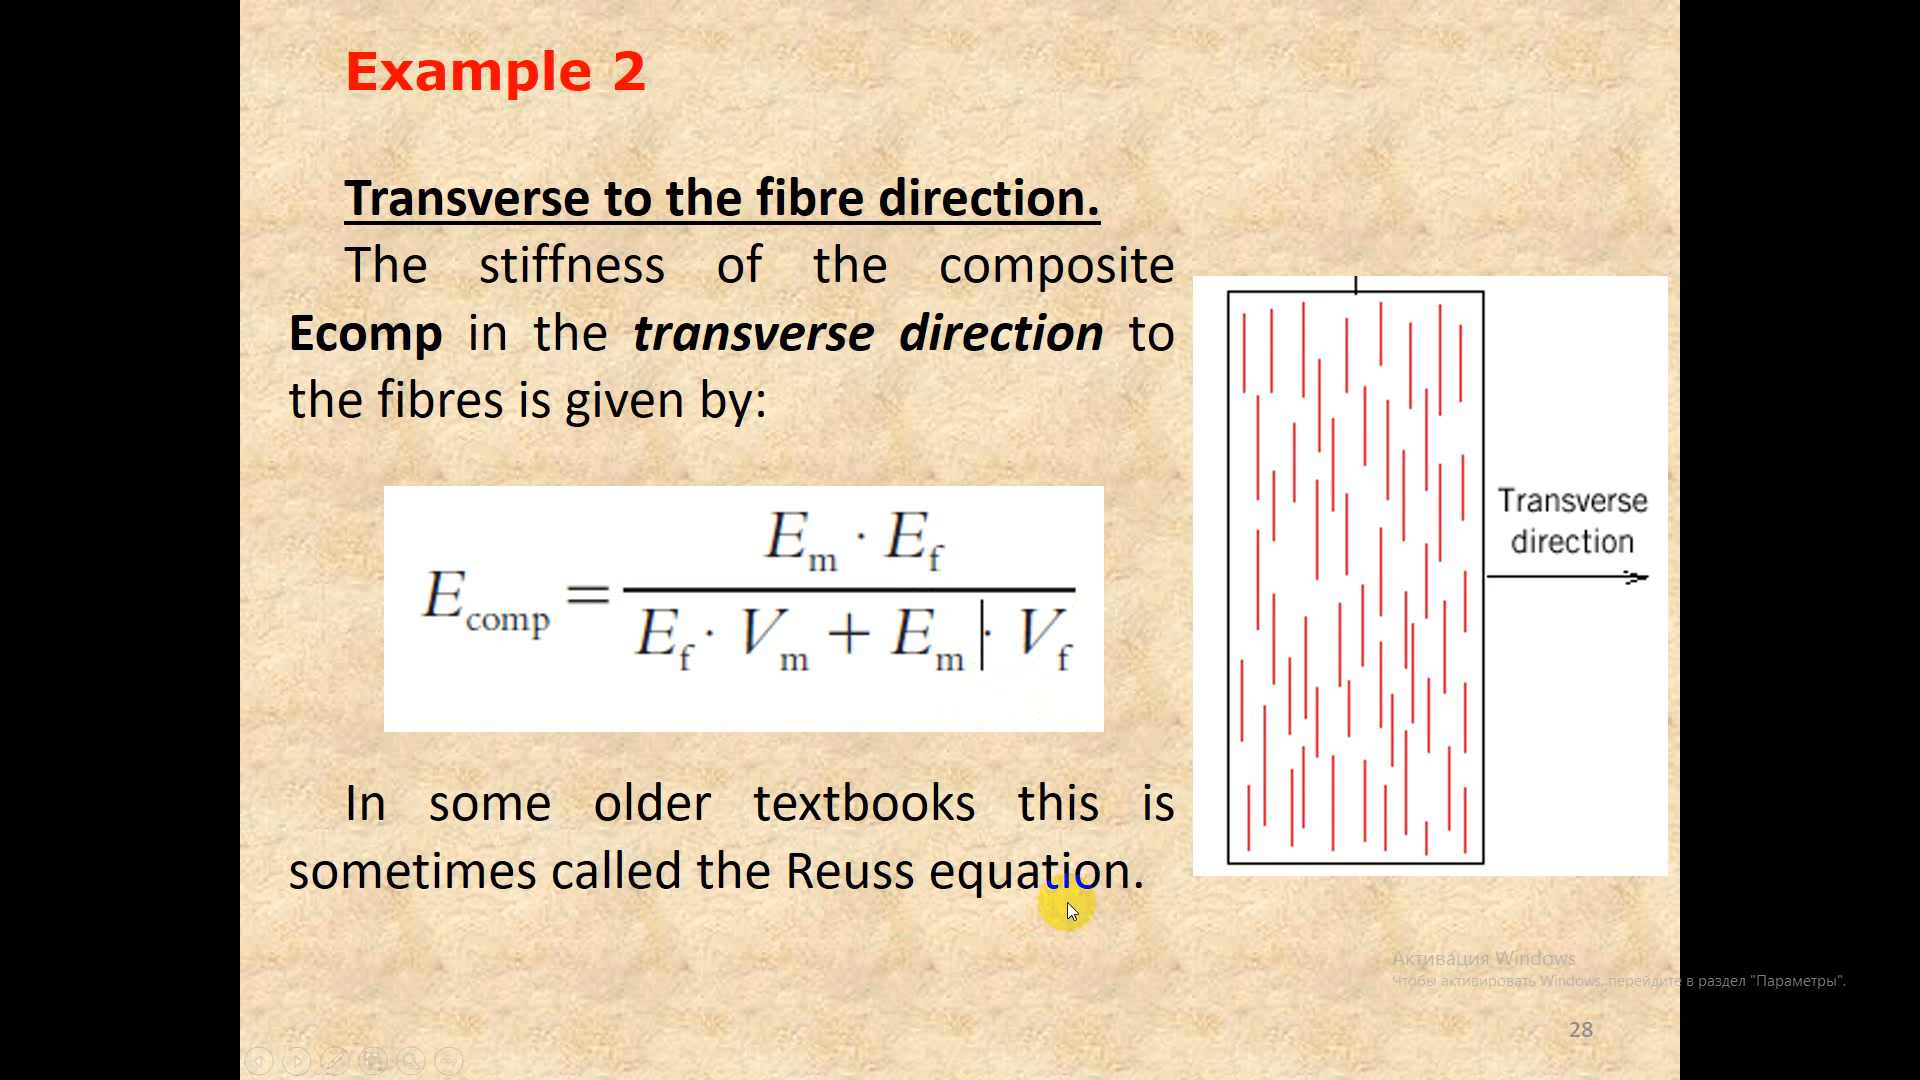 Example 2
Transverse to the fibre direction.
The stiffness of the composite
Ecomp in the transverse direction to
the fibres is given by:
E_comp = (E_m · E_f) / (E_f · V_m + E_m · V_f)
In some older textbooks this is
sometimes called the Reuss equation.
Transverse
direction
Активация Windows
Чтобы активировать Windows, перейдите в раздел "Параметры".
28